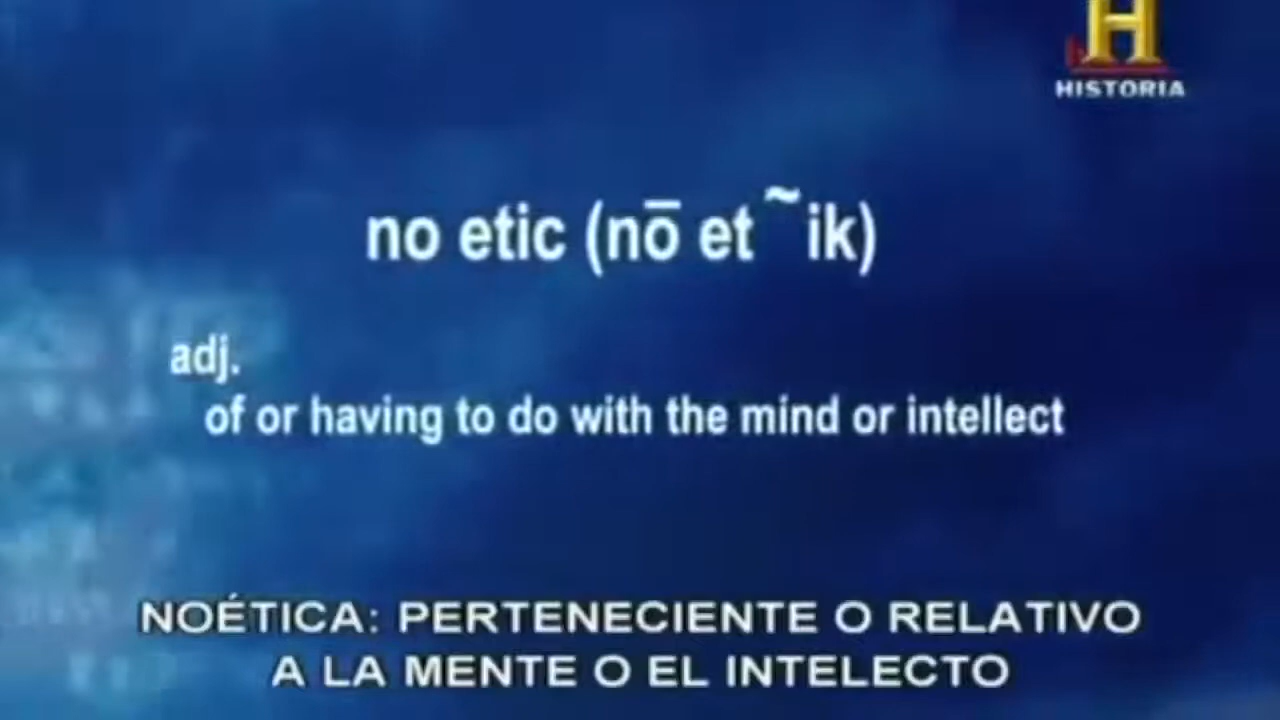 H
HISTORIA
no etic (nō et ~ ik)
adj.
of or having to do with the mind or intellect
NOÉTICA: PERTENECIENTE O RELATIVO
A LA MENTE O EL INTELECTO